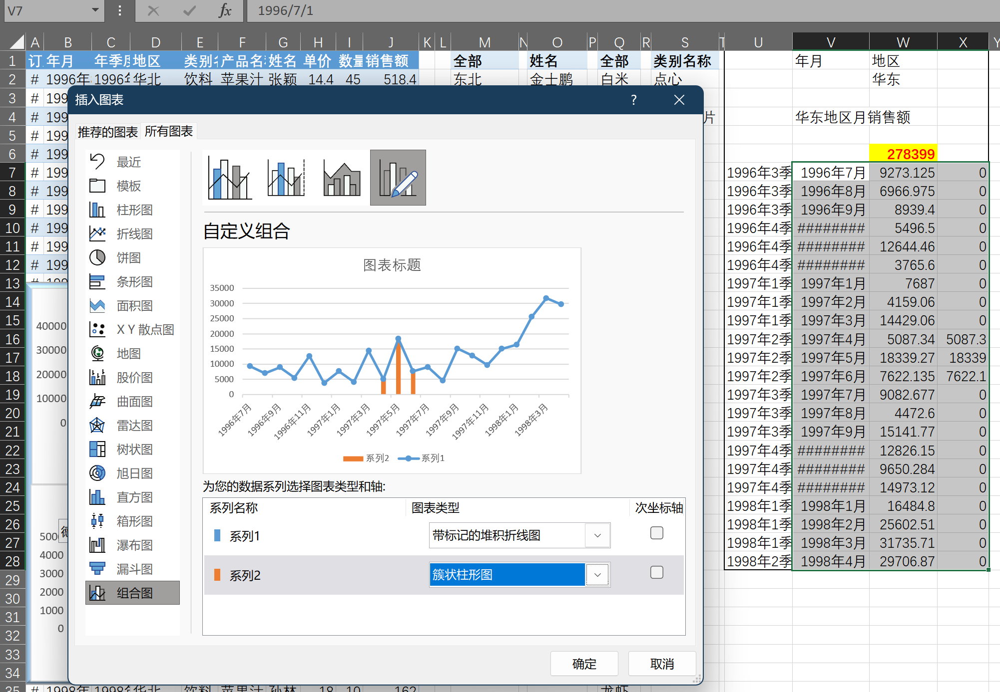 V7 fx 1996/7/1
A B C D E F G H I J K L M N O P Q R S T U V W X Y
1 订 年月 年季度 地区 类别名 产品名 姓名 单价 数量 销售额 全部 姓名 全部 类别名称 年月 地区
2 # 1996年 1996年 华北 饮料 苹果汁 张颖 14.4 45 518.4 东北 金士鹏 白米 点心 华东
3 # 199
4 # 199 片 华东地区月销售额
5 # 199
6 # 199 278399
7 # 199 1996年3季 1996年7月 9273.125 0
8 # 199 1996年3季 1996年8月 6966.975 0
9 # 199 1996年3季 1996年9月 8939.4 0
10 # 199 1996年4季 ######## 5496.5 0
11 # 199 1996年4季 ######## 12644.46 0
12 # 199 1996年4季 ######## 3765.6 0
13 # 199 1997年1季 1997年1月 7687 0
14 1997年1季 1997年2月 4159.06 0
15 1997年1季 1997年3月 14429.06 0
16 1997年2季 1997年4月 5087.34 5087.3
17 1997年2季 1997年5月 18339.27 18339
18 1997年2季 1997年6月 7622.135 7622.1
19 1997年3季 1997年7月 9082.677 0
20 1997年3季 1997年8月 4472.6 0
21 1997年3季 1997年9月 15141.77 0
22 1997年4季 ######## 12826.15 0
23 1997年4季 ######## 9650.284 0
24 1997年4季 ######## 14973.12 0
25 1998年1季 1998年1月 16484.8 0
26 1998年1季 1998年2月 25602.51 0
27 1998年1季 1998年3月 31735.71 0
28 1998年2季 1998年4月 29706.87 0
29
30
31
32
33
34
35 # 1998年 1998年 华北 饮料 苹果汁 孙林 18 10 162 龙虾
40000
30000
20000
10000
0
5000
4000
3000
2000
1000
0
插入图表 ?
推荐的图表 所有图表
最近
模板
柱形图
折线图
饼图
条形图
面积图
X Y 散点图
地图
股价图
曲面图
雷达图
树状图
旭日图
直方图
箱形图
瀑布图
漏斗图
组合图
自定义组合
图表标题
35000
30000
25000
20000
15000
10000
5000
0
1996年7月 1996年9月 1996年11月 1997年1月 1997年3月 1997年5月 1997年7月 1997年9月 1997年11月 1998年1月 1998年3月
系列2 系列1
为您的数据系列选择图表类型和轴:
系列名称 图表类型 次坐标轴
系列1 带标记的堆积折线图
系列2 簇状柱形图
确定 取消